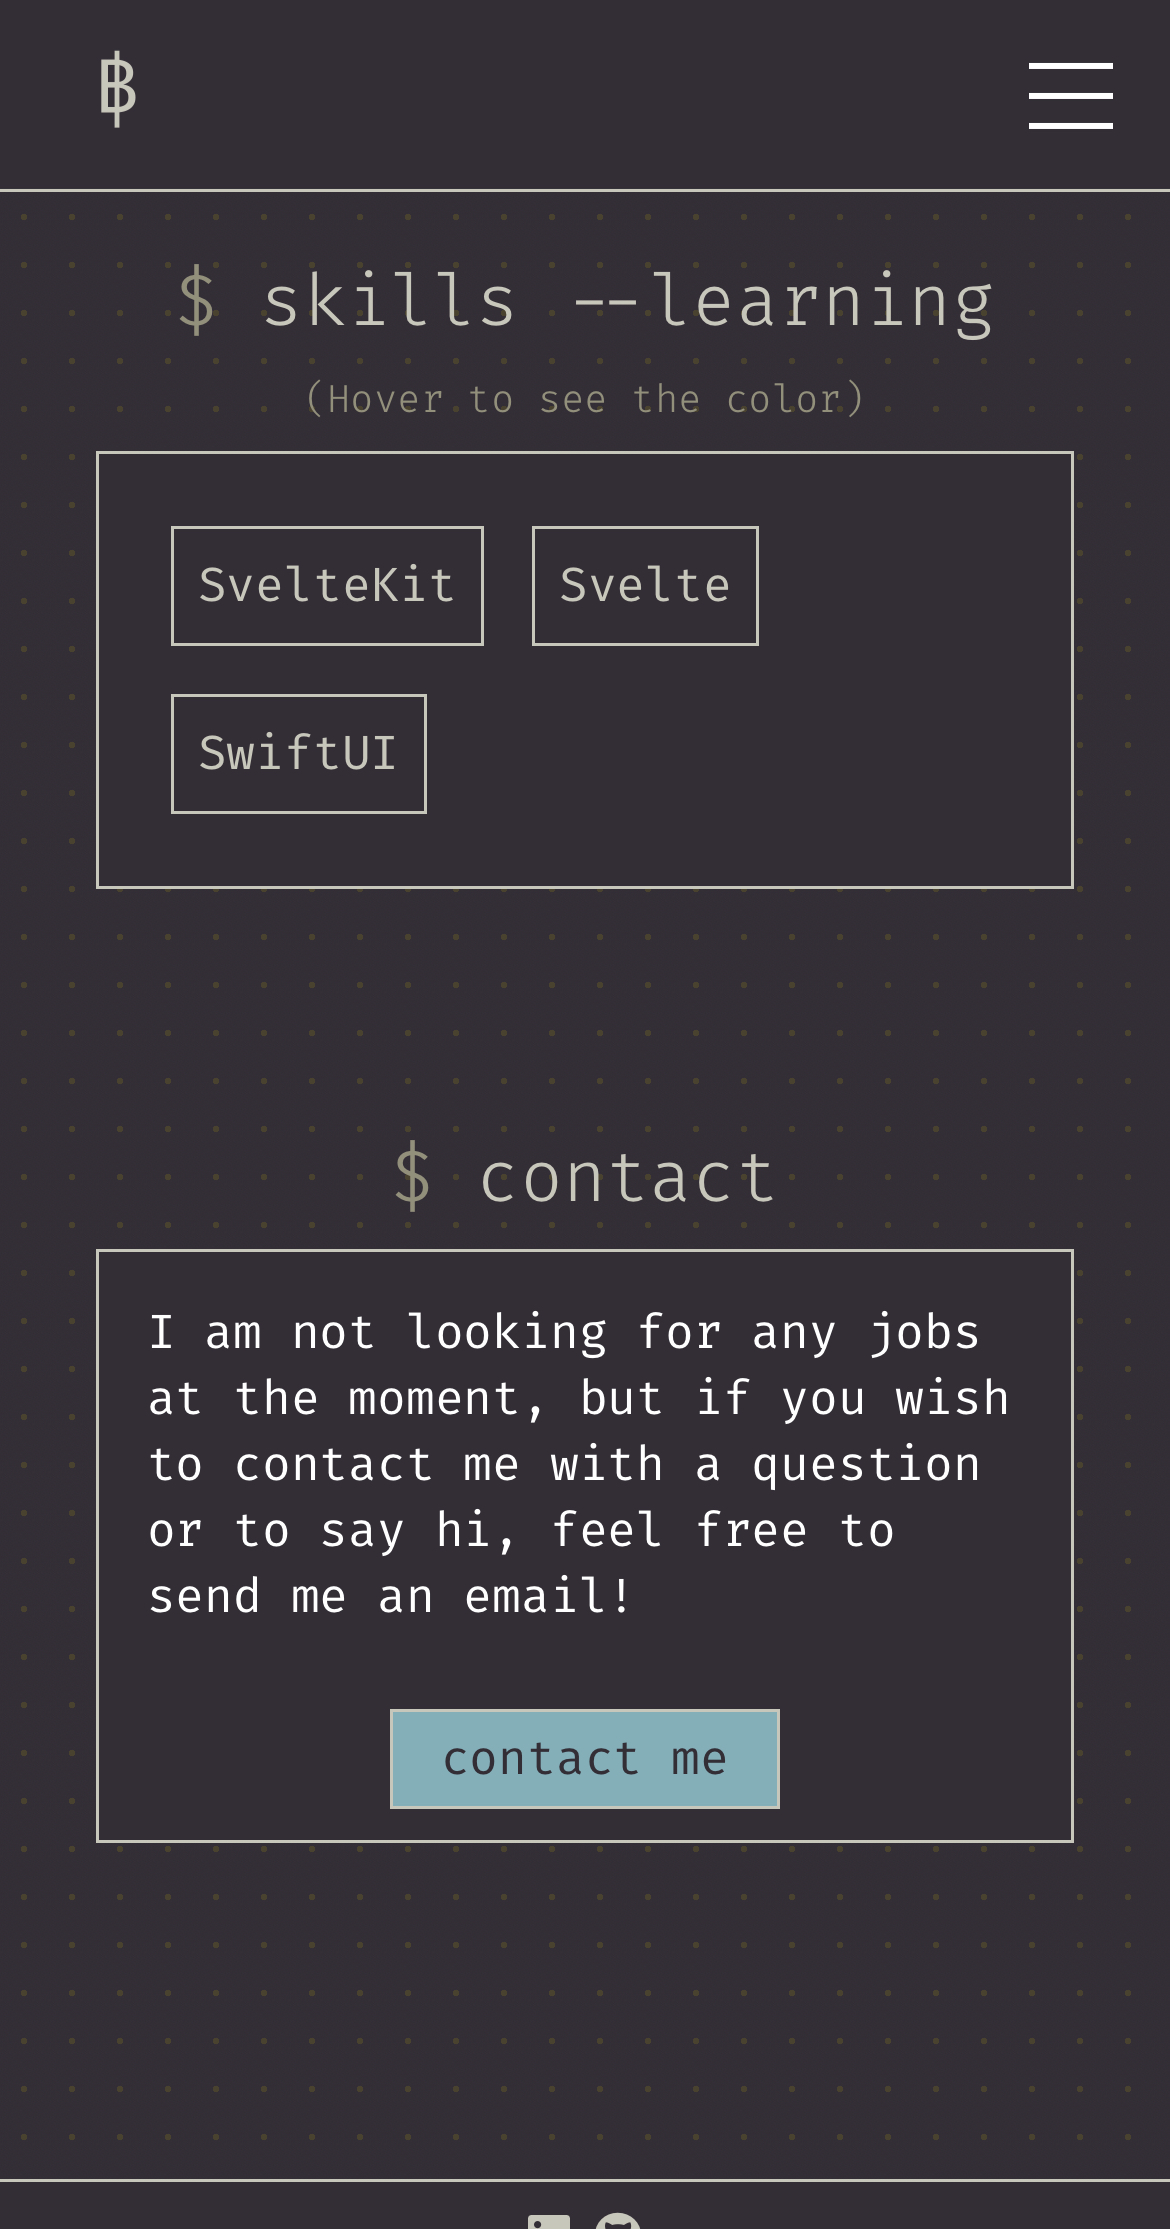 ฿
$ skills --learning
(Hover to see the color)
SvelteKit Svelte
SwiftUI
$ contact
I am not looking for any jobs
at the moment, but if you wish
to contact me with a question
or to say hi, feel free to
send me an email!
contact me